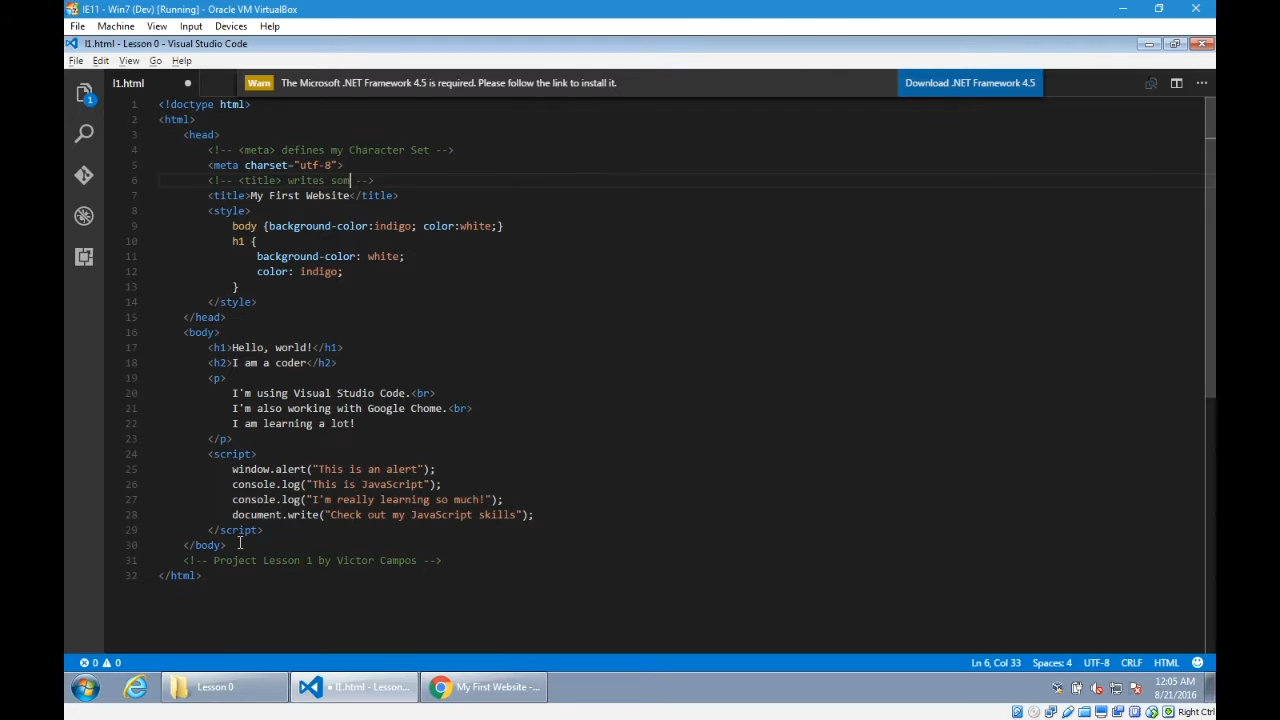 IE11 - Win7 (Dev) [Running] - Oracle VM VirtualBox
File Machine View Input Devices Help
l1.html - Lesson 0 - Visual Studio Code
File Edit View Go Help
l1.html
Warn The Microsoft .NET Framework 4.5 is required. Please follow the link to install it. Download .NET Framework 4.5
1 <!doctype html>
2 <html>
3 <head>
4 <!-- <meta> defines my Character Set -->
5 <meta charset="utf-8">
6 <!-- <title> writes som -->
7 <title>My First Website</title>
8 <style>
9 body {background-color:indigo; color:white;}
10 h1 {
11 background-color: white;
12 color: indigo;
13 }
14 </style>
15 </head>
16 <body>
17 <h1>Hello, world!</h1>
18 <h2>I am a coder</h2>
19 <p>
20 I'm using Visual Studio Code.<br>
21 I'm also working with Google Chome.<br>
22 I am learning a lot!
23 </p>
24 <script>
25 window.alert("This is an alert");
26 console.log("This is JavaScript");
27 console.log("I'm really learning so much!");
28 document.write("Check out my JavaScript skills");
29 </script>
30 </body>
31 <!-- Project Lesson 1 by Victor Campos -->
32 </html>
1
0 0 Ln 6, Col 33 Spaces: 4 UTF-8 CRLF HTML
Lesson 0 l1.html - Lesson... My First Website -... 12:05 AM
8/21/2016
Right Ctrl